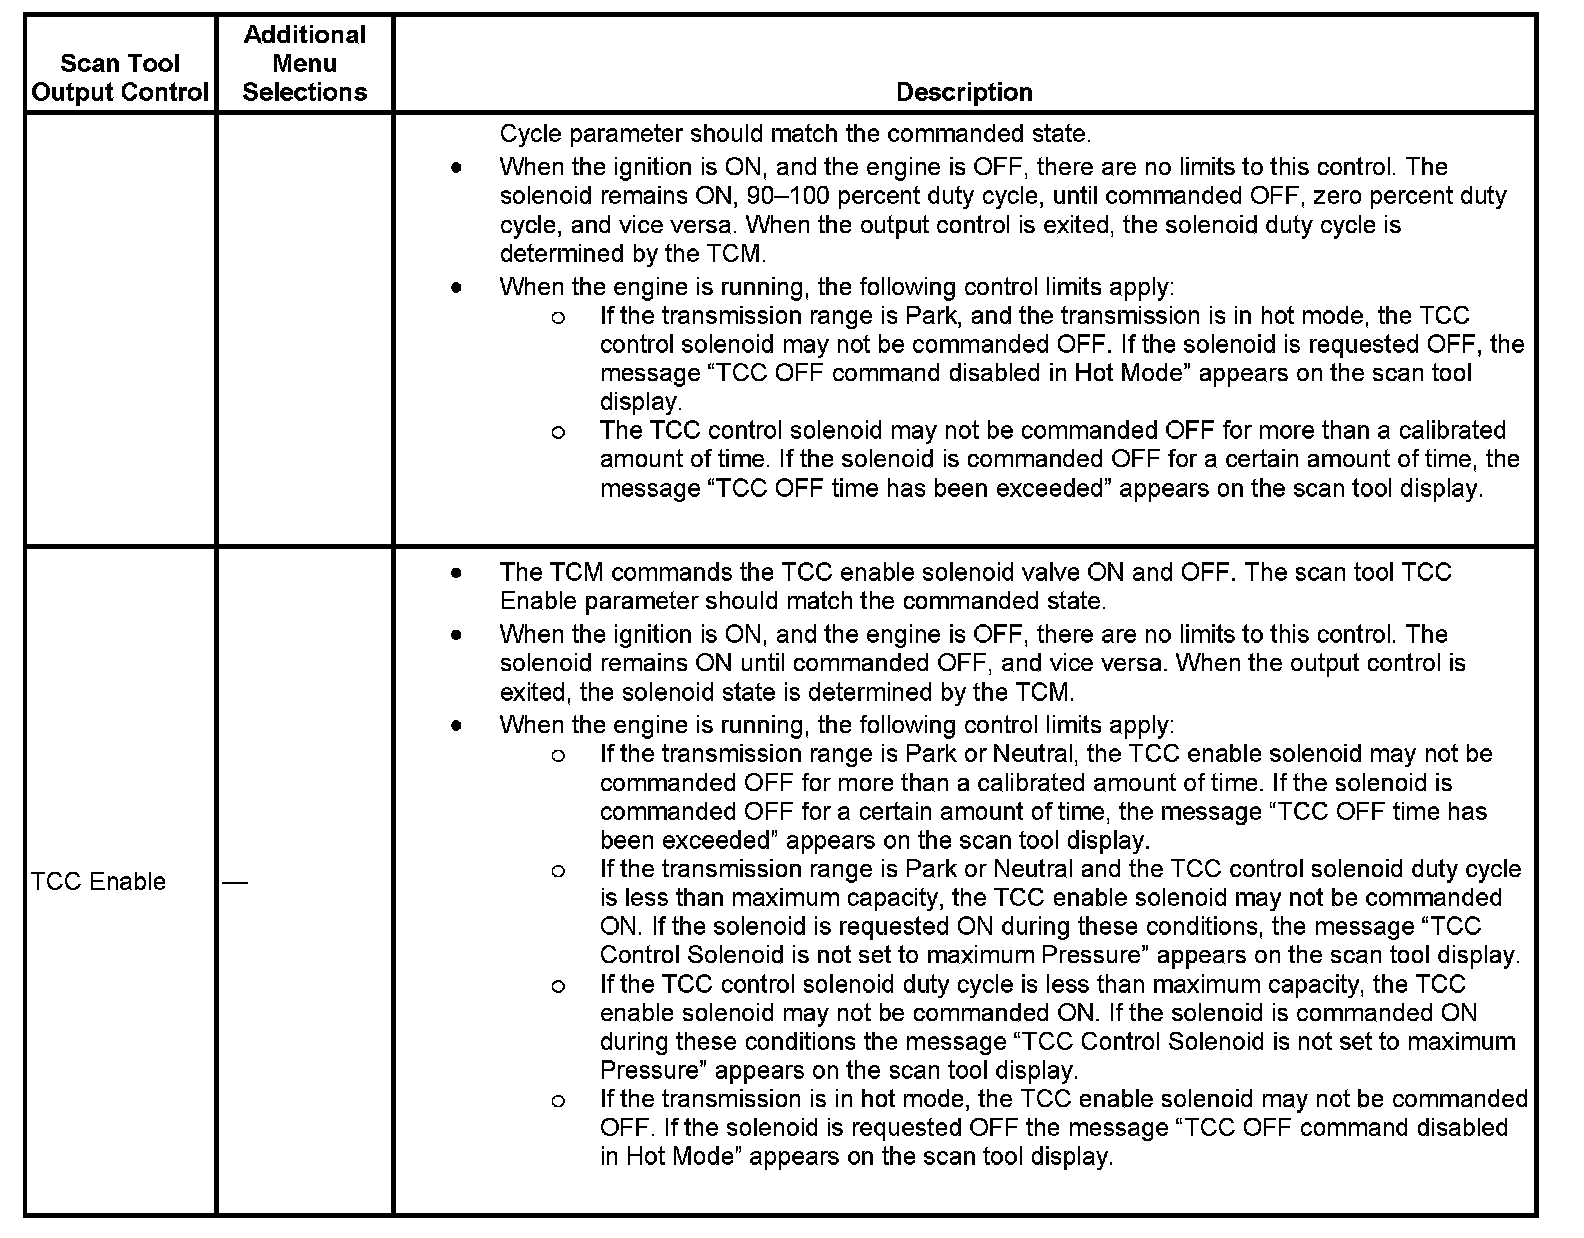 Scan Tool
Output Control
Additional
Menu
Selections
Description
Cycle parameter should match the commanded state.
• When the ignition is ON, and the engine is OFF, there are no limits to this control. The
solenoid remains ON, 90–100 percent duty cycle, until commanded OFF, zero percent duty
cycle, and vice versa. When the output control is exited, the solenoid duty cycle is
determined by the TCM.
• When the engine is running, the following control limits apply:
o If the transmission range is Park, and the transmission is in hot mode, the TCC
control solenoid may not be commanded OFF. If the solenoid is requested OFF, the
message “TCC OFF command disabled in Hot Mode” appears on the scan tool
display.
o The TCC control solenoid may not be commanded OFF for more than a calibrated
amount of time. If the solenoid is commanded OFF for a certain amount of time, the
message “TCC OFF time has been exceeded” appears on the scan tool display.
TCC Enable
—
• The TCM commands the TCC enable solenoid valve ON and OFF. The scan tool TCC
Enable parameter should match the commanded state.
• When the ignition is ON, and the engine is OFF, there are no limits to this control. The
solenoid remains ON until commanded OFF, and vice versa. When the output control is
exited, the solenoid state is determined by the TCM.
• When the engine is running, the following control limits apply:
o If the transmission range is Park or Neutral, the TCC enable solenoid may not be
commanded OFF for more than a calibrated amount of time. If the solenoid is
commanded OFF for a certain amount of time, the message “TCC OFF time has
been exceeded” appears on the scan tool display.
o If the transmission range is Park or Neutral and the TCC control solenoid duty cycle
is less than maximum capacity, the TCC enable solenoid may not be commanded
ON. If the solenoid is requested ON during these conditions, the message “TCC
Control Solenoid is not set to maximum Pressure” appears on the scan tool display.
o If the TCC control solenoid duty cycle is less than maximum capacity, the TCC
enable solenoid may not be commanded ON. If the solenoid is commanded ON
during these conditions the message “TCC Control Solenoid is not set to maximum
Pressure” appears on the scan tool display.
o If the transmission is in hot mode, the TCC enable solenoid may not be commanded
OFF. If the solenoid is requested OFF the message “TCC OFF command disabled
in Hot Mode” appears on the scan tool display.